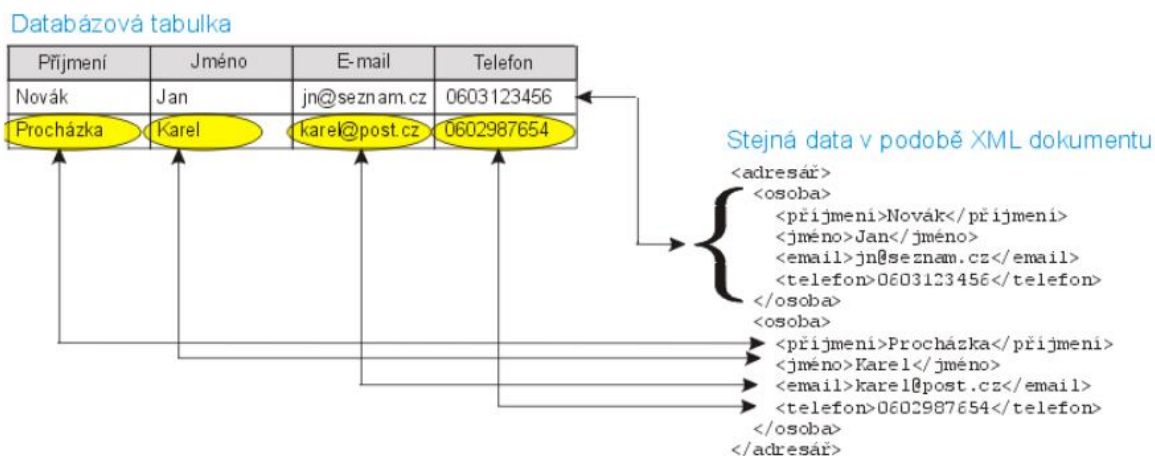 Databázová tabulka
Příjmení Jméno E-mail Telefon
Novák Jan jn@seznam.cz 0603123456
Procházka Karel karel@post.cz 0602987654
Stejná data v podobě XML dokumentu
<adresář>
<osoba>
<příjmení>Novák</příjmení>
<jméno>Jan</jméno>
<email>jn@seznam.cz</email>
<telefon>0603123456</telefon>
</osoba>
<osoba>
<příjmení>Procházka</příjmení>
<jméno>Karel</jméno>
<email>karel@post.cz</email>
<telefon>0602987654</telefon>
</osoba>
</adresář>